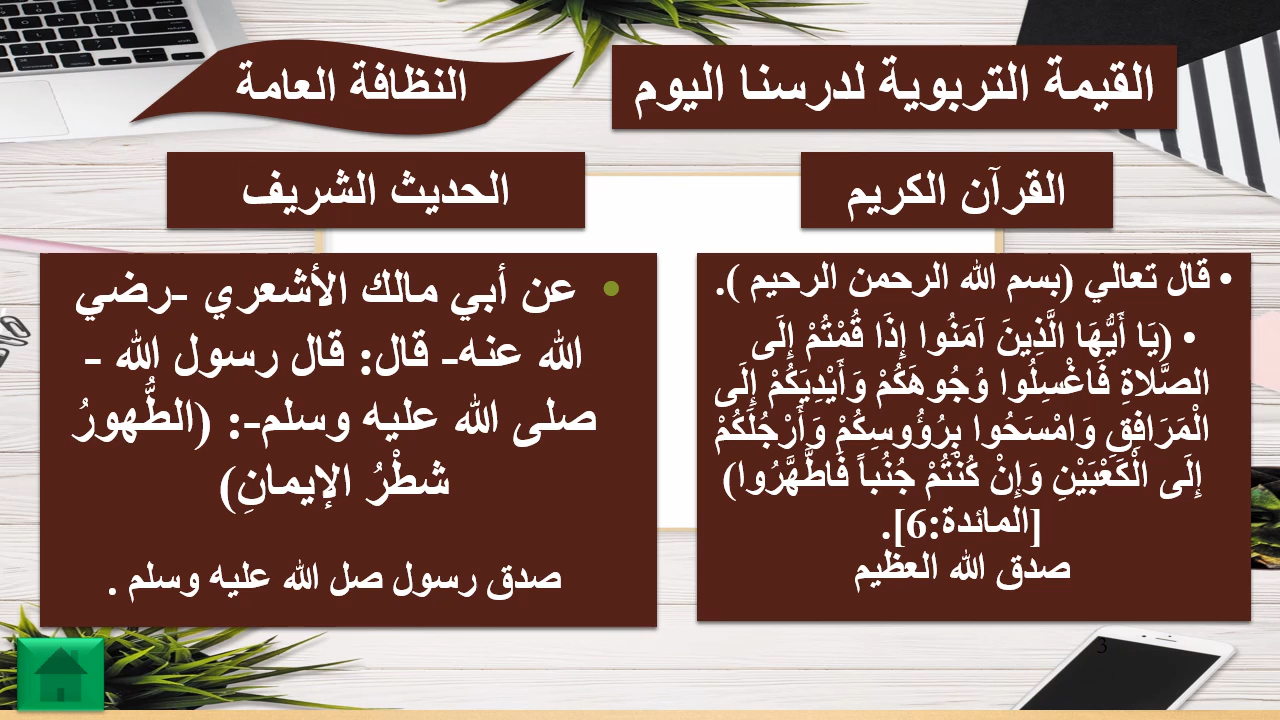 القيمة التربوية لدرسنا اليوم
النظافة العامة
القرآن الكريم
• قال تعالي (بسم الله الرحمن الرحيم ).
• (يَا أَيُّهَا الَّذِينَ آمَنُوا إِذَا قُمْتُمْ إِلَى
الصَّلاةِ فَاغْسِلُوا وُجُوهَكُمْ وَأَيْدِيَكُمْ إِلَى
الْمَرَافِقِ وَامْسَحُوا بِرُؤُوسِكُمْ وَأَرْجُلَكُمْ
إِلَى الْكَعْبَيْنِ وَإِنْ كُنْتُمْ جُنُباً فَاطَّهَّرُوا)
[المائدة:6].
صدق الله العظيم
الحديث الشريف
• عن أبي مالك الأشعري -رضي
الله عنه- قال: قال رسول الله -
صلى الله عليه وسلم-: (الطُّهورُ
شطْرُ الإيمانِ)
صدق رسول صل الله عليه وسلم .
3